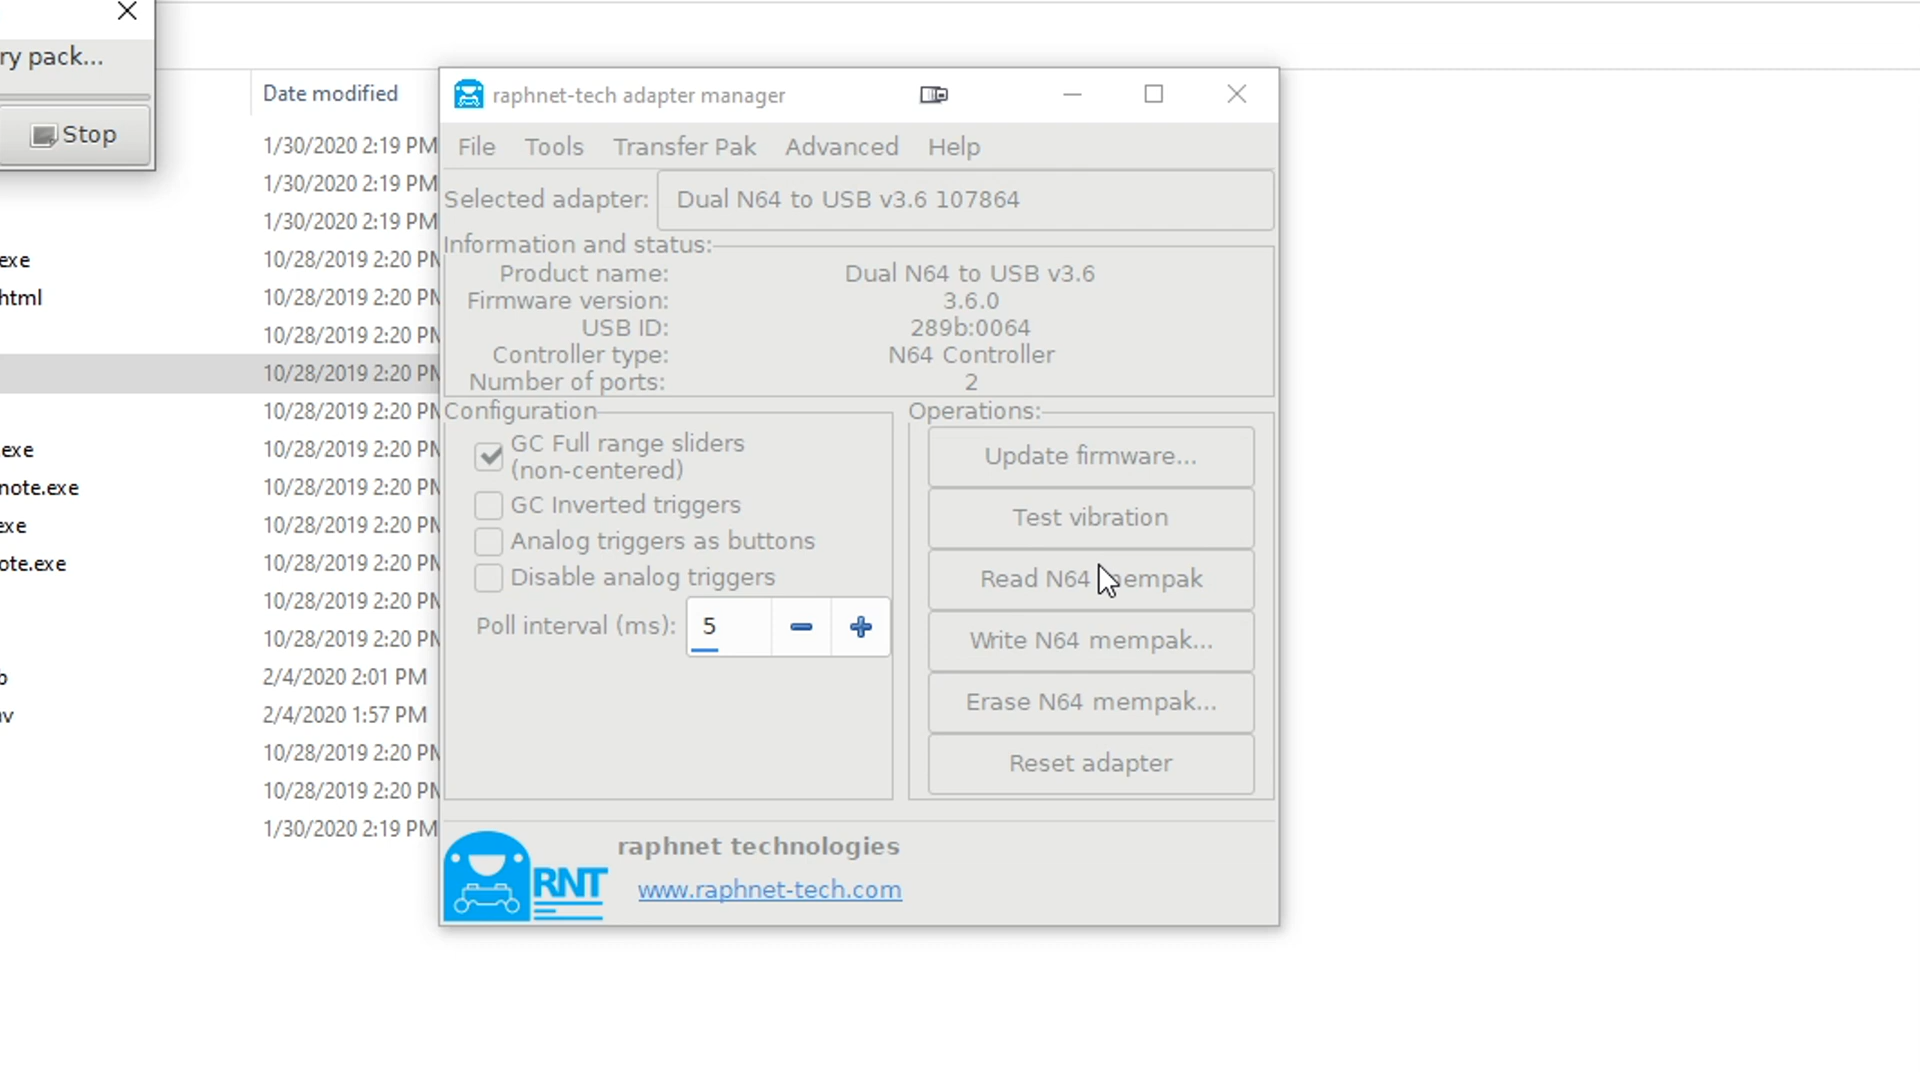 ry pack...
Stop
Date modified
1/30/2020 2:19 PM
1/30/2020 2:19 PM
1/30/2020 2:19 PM
exe 10/28/2019 2:20 PM
html 10/28/2019 2:20 PM
10/28/2019 2:20 PM
10/28/2019 2:20 PM
10/28/2019 2:20 PM
exe 10/28/2019 2:20 PM
note.exe 10/28/2019 2:20 PM
exe 10/28/2019 2:20 PM
ote.exe 10/28/2019 2:20 PM
10/28/2019 2:20 PM
10/28/2019 2:20 PM
b 2/4/2020 2:01 PM
v 2/4/2020 1:57 PM
10/28/2019 2:20 PM
10/28/2019 2:20 PM
1/30/2020 2:19 PM
raphnet-tech adapter manager
File Tools Transfer Pak Advanced Help
Selected adapter: Dual N64 to USB v3.6 107864
Information and status:
Product name: Dual N64 to USB v3.6
Firmware version: 3.6.0
USB ID: 289b:0064
Controller type: N64 Controller
Number of ports: 2
Configuration
GC Full range sliders
(non-centered)
GC Inverted triggers
Analog triggers as buttons
Disable analog triggers
Poll interval (ms): 5
Operations:
Update firmware...
Test vibration
Read N64 mempak
Write N64 mempak...
Erase N64 mempak...
Reset adapter
RNT
raphnet technologies
www.raphnet-tech.com